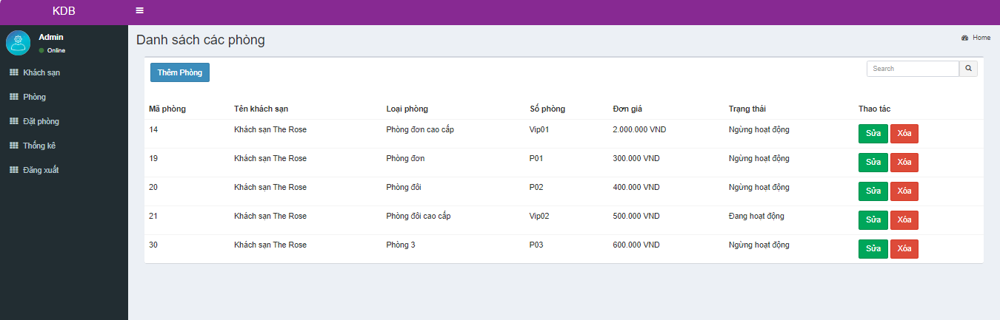 KDB
Admin
Online
Khách sạn
Phòng
Đặt phòng
Thống kê
Đăng xuất
Danh sách các phòng
Home
Thêm Phòng
Search
Mã phòng Tên khách sạn Loại phòng Số phòng Đơn giá Trạng thái Thao tác
14 Khách sạn The Rose Phòng đơn cao cấp Vip01 2.000.000 VND Ngừng hoạt động Sửa Xóa
19 Khách sạn The Rose Phòng đơn P01 300.000 VND Ngừng hoạt động Sửa Xóa
20 Khách sạn The Rose Phòng đôi P02 400.000 VND Ngừng hoạt động Sửa Xóa
21 Khách sạn The Rose Phòng đôi cao cấp Vip02 500.000 VND Đang hoạt động Sửa Xóa
30 Khách sạn The Rose Phòng 3 P03 600.000 VND Ngừng hoạt động Sửa Xóa